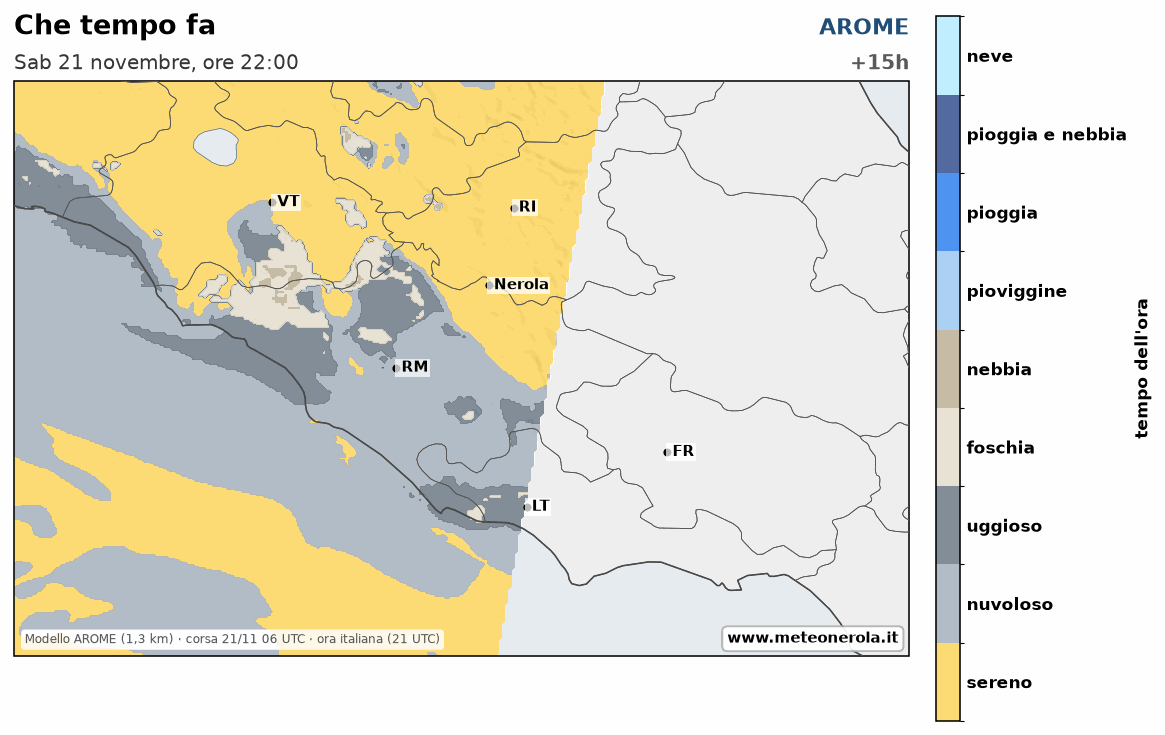 Che tempo fa
AROME
Sab 21 novembre, ore 22:00
+15h
VT
RI
Nerola
RM
FR
LT
Modello AROME (1,3 km) · corsa 21/11 06 UTC · ora italiana (21 UTC)
www.meteonerola.it
neve
pioggia e nebbia
pioggia
pioviggine
nebbia
foschia
uggioso
nuvoloso
sereno
tempo dell'ora